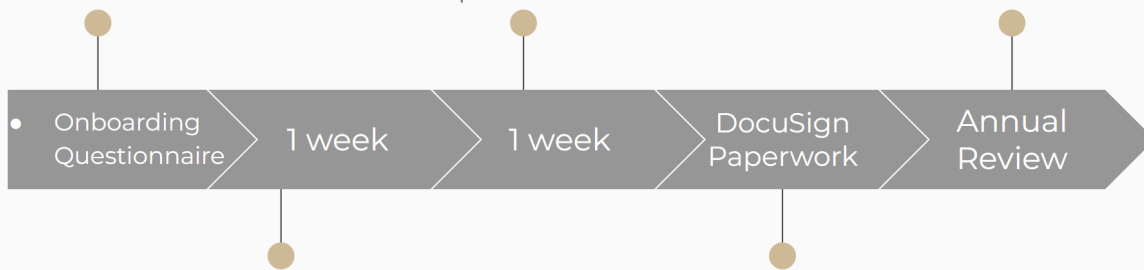 • Onboarding
Questionnaire
1 week
1 week
DocuSign
Paperwork
Annual
Review